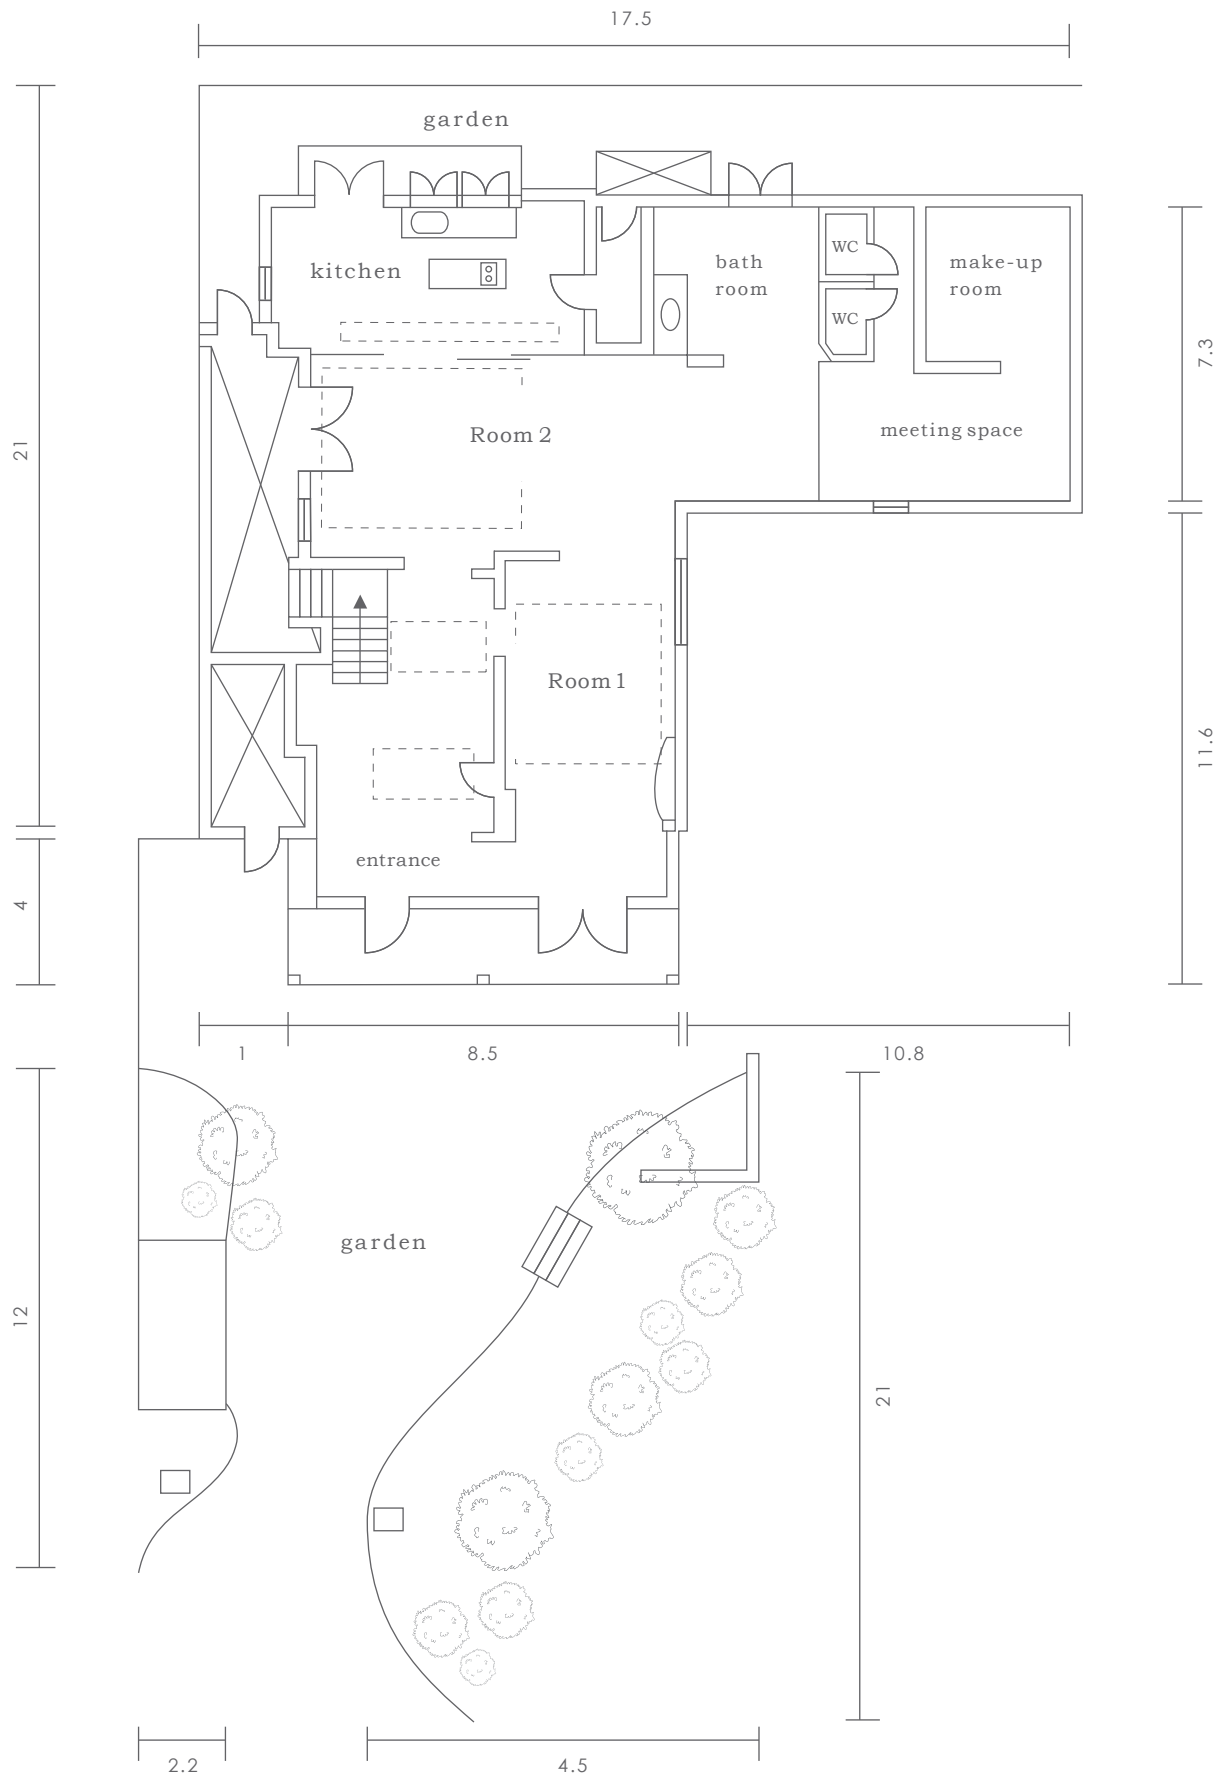 17.5
garden
WC
bath
room
make-up
room
kitchen
WC
7.3
Room 2
meeting space
21
Room 1
11.6
entrance
4
1
8.5
10.8
garden
12
21
2.2
4.5